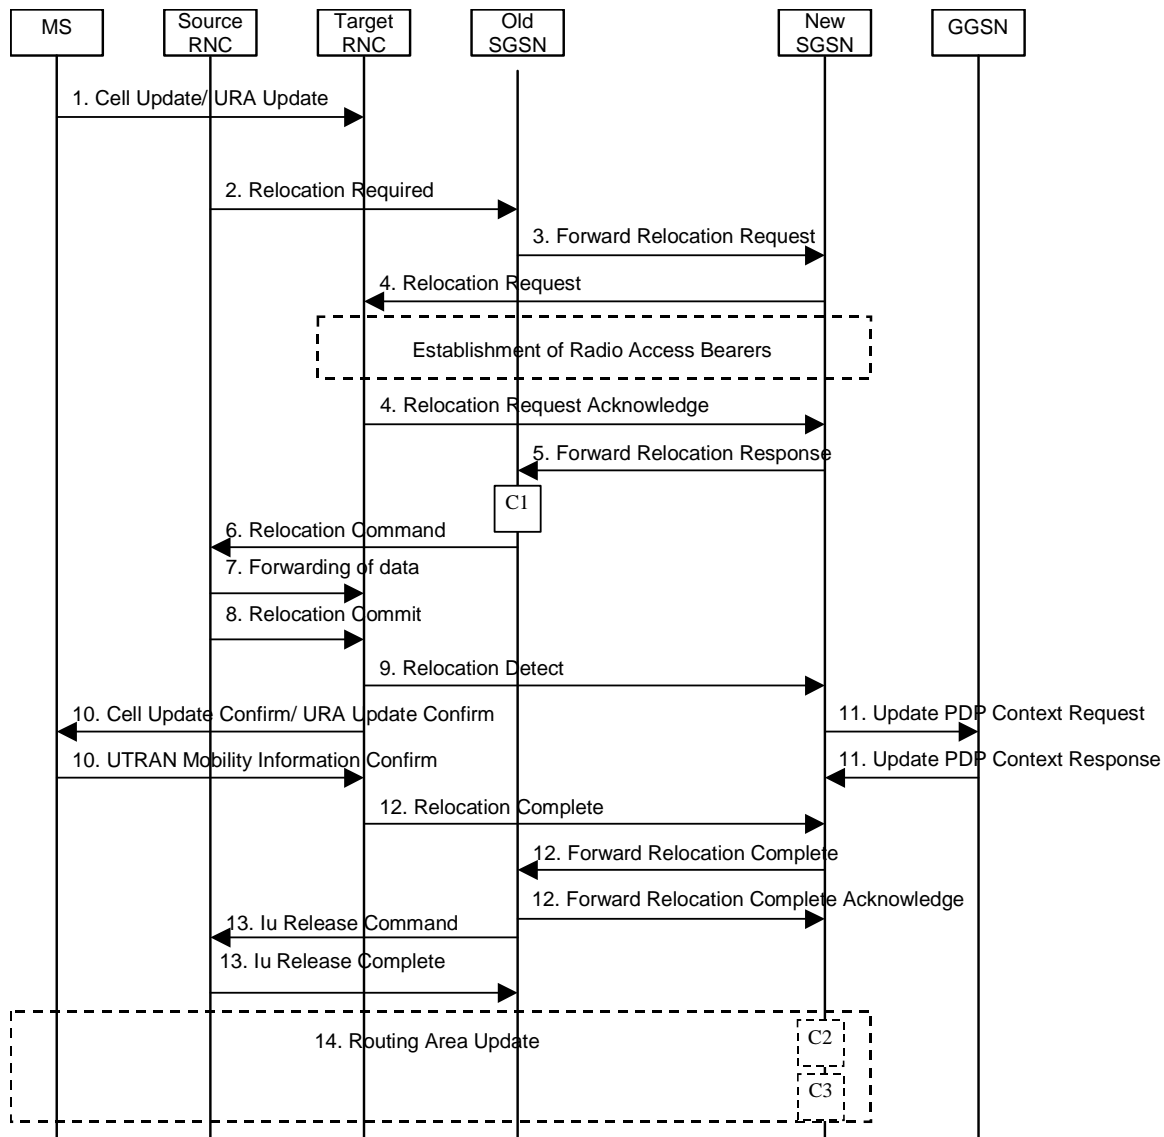 MS
Source
RNC
Target
RNC
Old
SGSN
New
SGSN
GGSN
1. Cell Update/ URA Update
2. Relocation Required
3. Forward Relocation Request
4. Relocation Request
Establishment of Radio Access Bearers
4. Relocation Request Acknowledge
5. Forward Relocation Response
C1
6. Relocation Command
7. Forwarding of data
8. Relocation Commit
9. Relocation Detect
10. Cell Update Confirm/ URA Update Confirm
11. Update PDP Context Request
10. UTRAN Mobility Information Confirm
11. Update PDP Context Response
12. Relocation Complete
12. Forward Relocation Complete
12. Forward Relocation Complete Acknowledge
13. Iu Release Command
13. Iu Release Complete
14. Routing Area Update
C2
C3